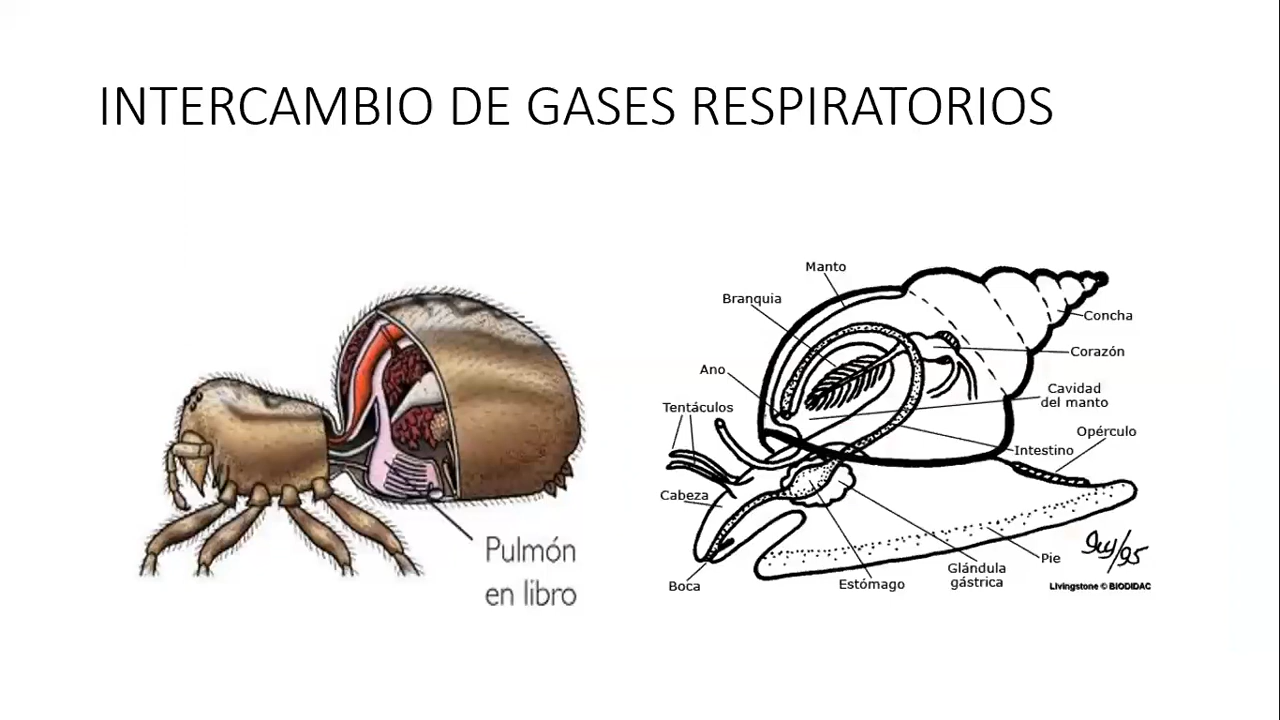 INTERCAMBIO DE GASES RESPIRATORIOS
Pulmón
en libro
Manto
Branquia
Concha
Corazón
Ano
Cavidad
del manto
Tentáculos
Opérculo
Intestino
Cabeza
Pie
Glándula
gástrica
Boca
Estómago
Livingstone © BIODIDAC